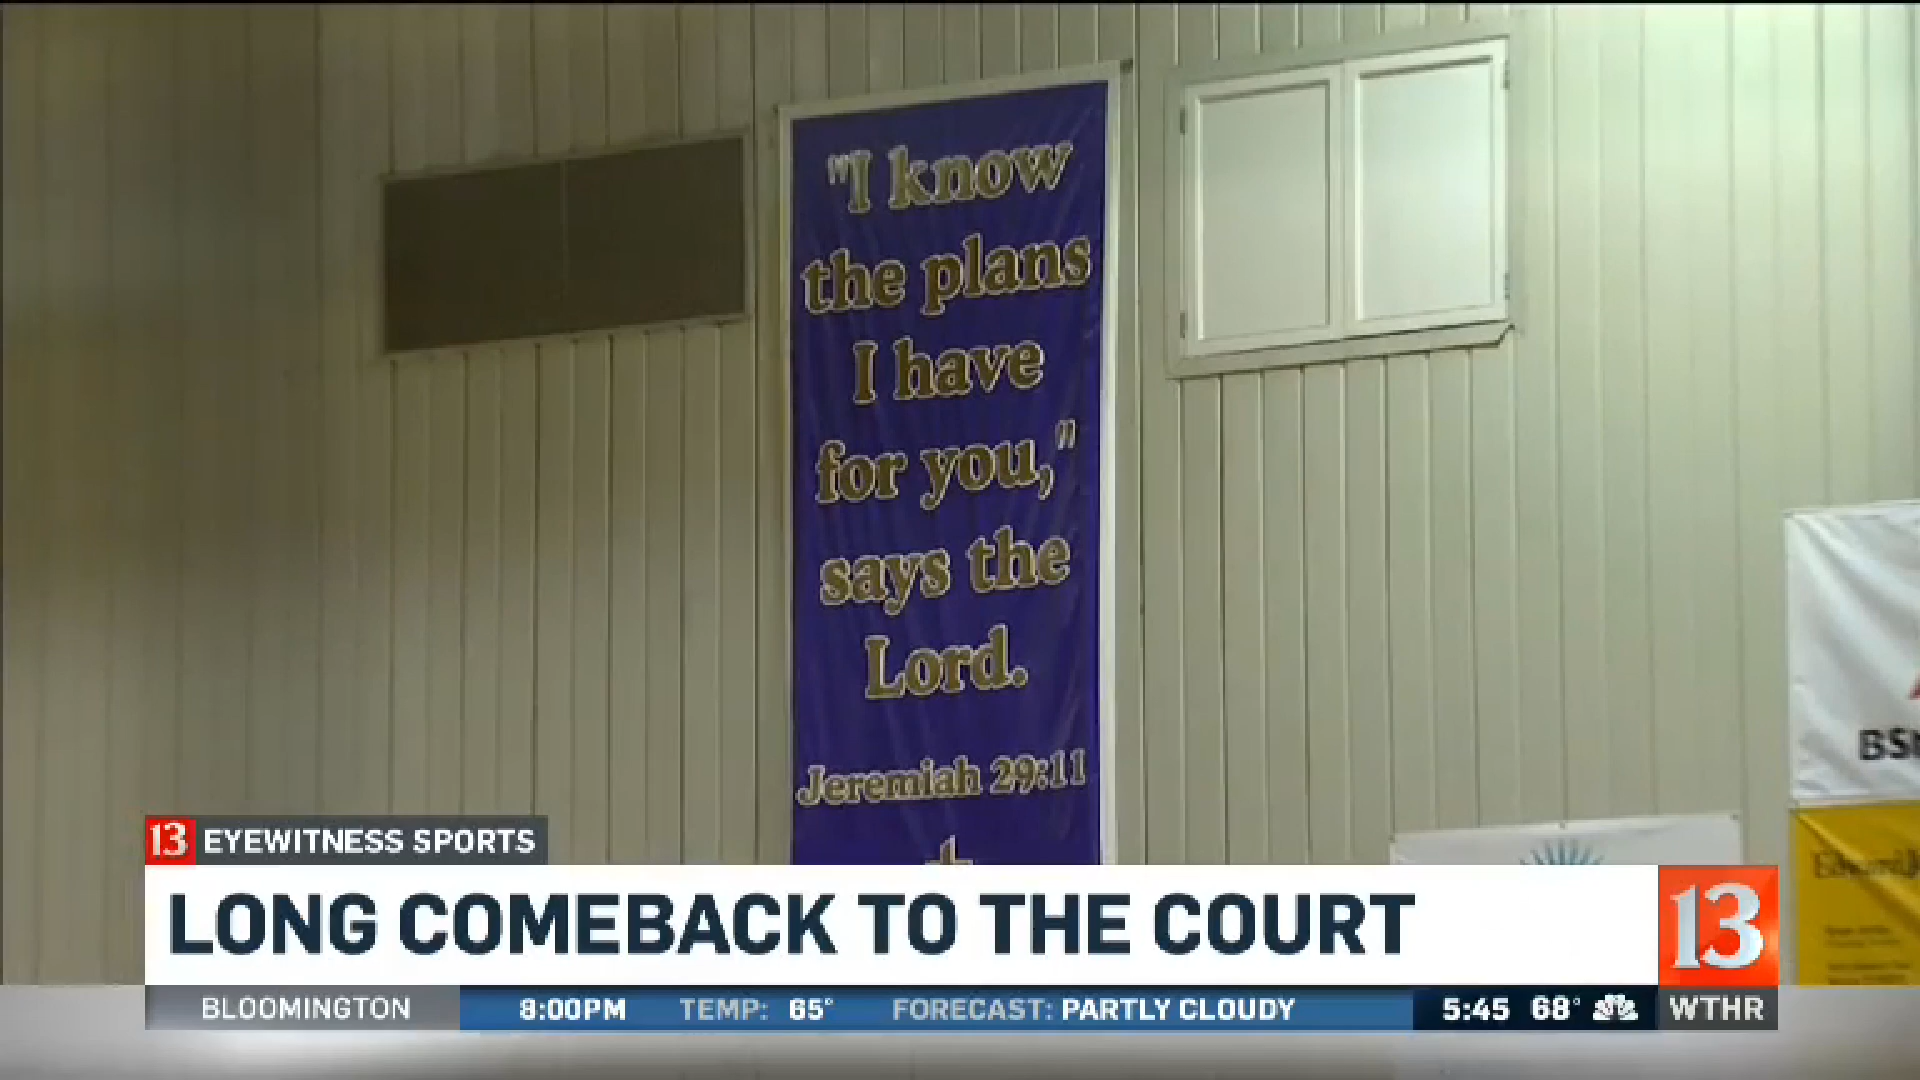 "I know
the plans
I have
for you,"
says the
Lord.
Jeremiah 29:11
13 EYEWITNESS SPORTS
LONG COMEBACK TO THE COURT
13
BLOOMINGTON 8:00PM TEMP: 65° FORECAST: PARTLY CLOUDY 5:45 68° WTHR